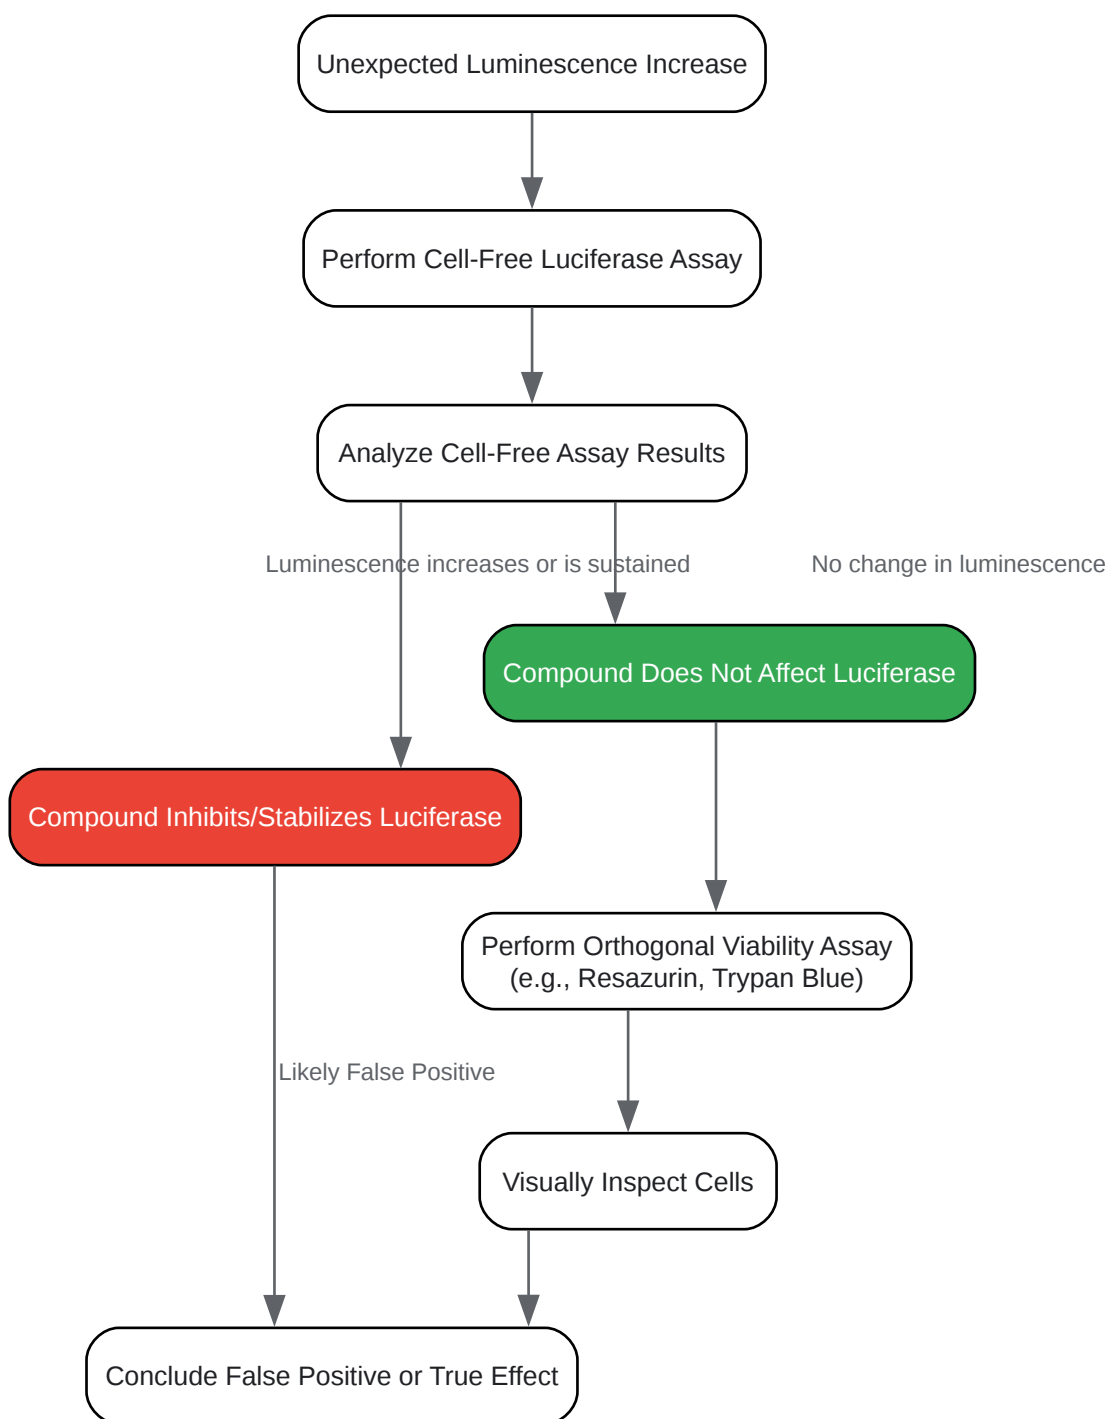 Unexpected Luminescence Increase
Perform Cell-Free Luciferase Assay
Analyze Cell-Free Assay Results
Luminescence increases or is sustained
No change in luminescence
Compound Does Not Affect Luciferase
Compound Inhibits/Stabilizes Luciferase
Perform Orthogonal Viability Assay
(e.g., Resazurin, Trypan Blue)
Likely False Positive
Visually Inspect Cells
Conclude False Positive or True Effect